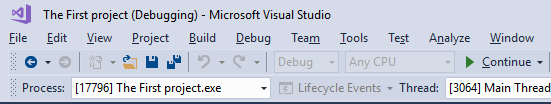 The First project (Debugging) - Microsoft Visual Studio
File Edit View Project Build Debug Team Tools Test Analyze Window
Debug Any CPU Continue
Process: [17796] The First project.exe Lifecycle Events Thread: [3064] Main Thread